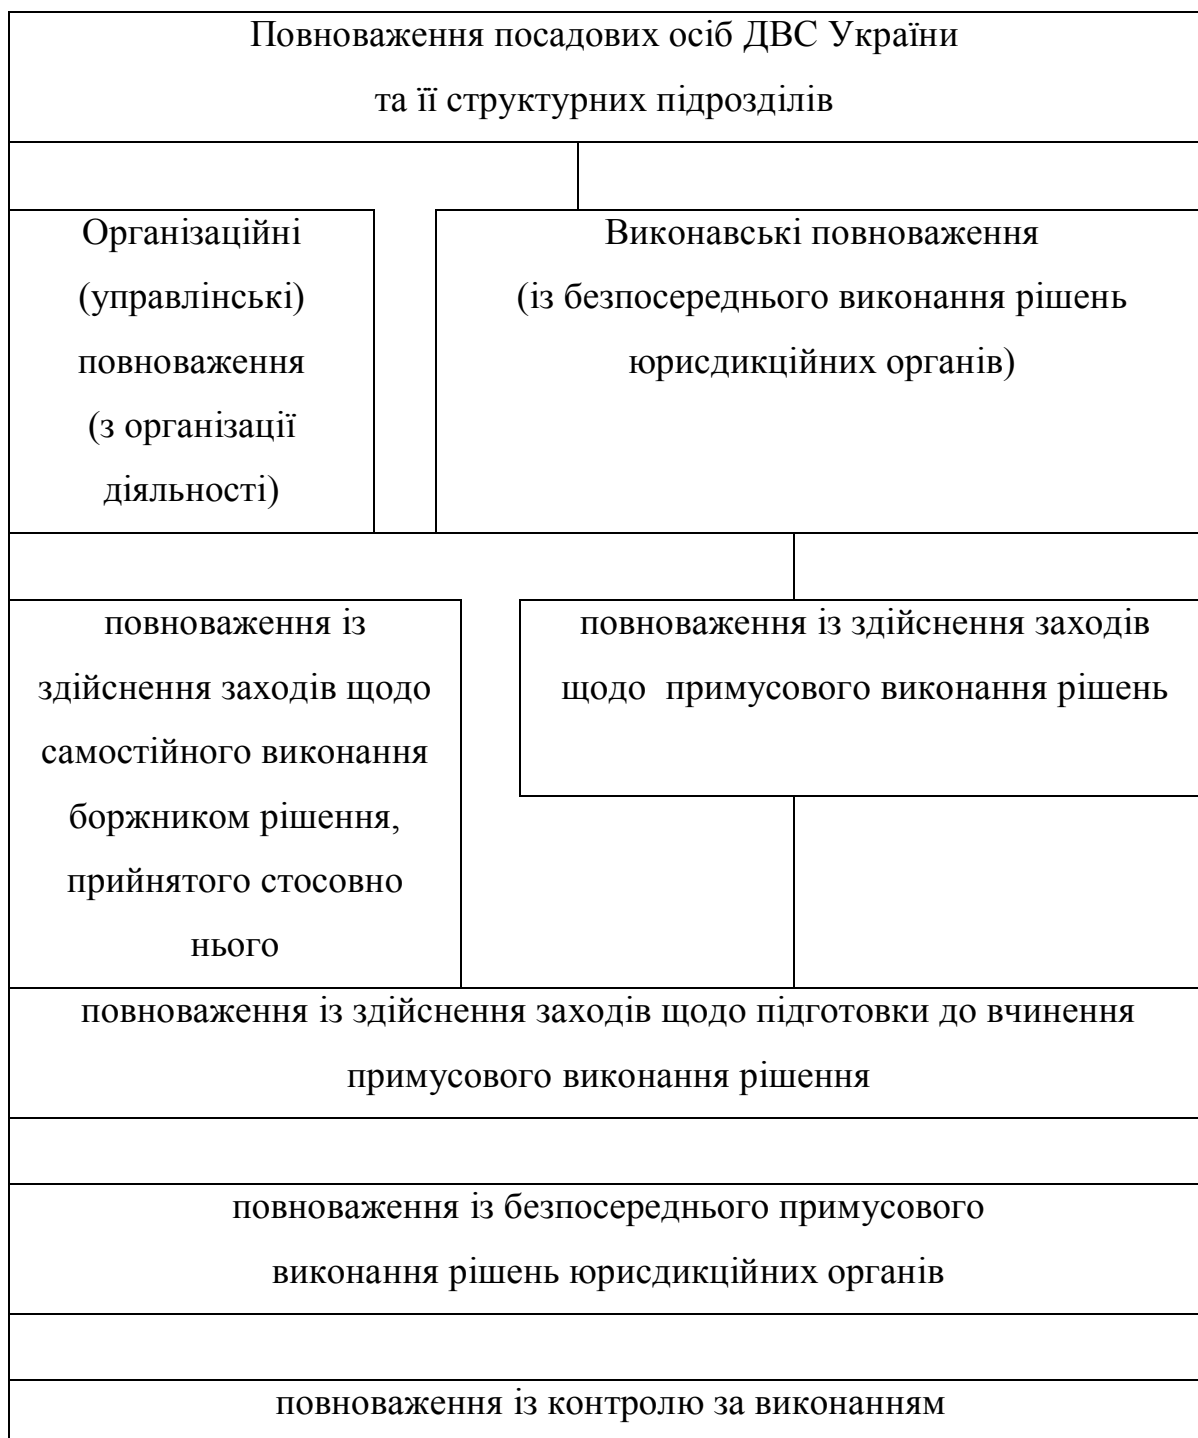 Повноваження посадових осіб ДВС України
та її структурних підрозділів
Організаційні
(управлінські)
повноваження
(з організації
діяльності)
Виконавські повноваження
(із безпосереднього виконання рішень
юрисдикційних органів)
повноваження із
здійснення заходів щодо
самостійного виконання
боржником рішення,
прийнятого стосовно
нього
повноваження із здійснення заходів
щодо примусового виконання рішень
повноваження із здійснення заходів щодо підготовки до вчинення
примусового виконання рішення
повноваження із безпосереднього примусового
виконання рішень юрисдикційних органів
повноваження із контролю за виконанням